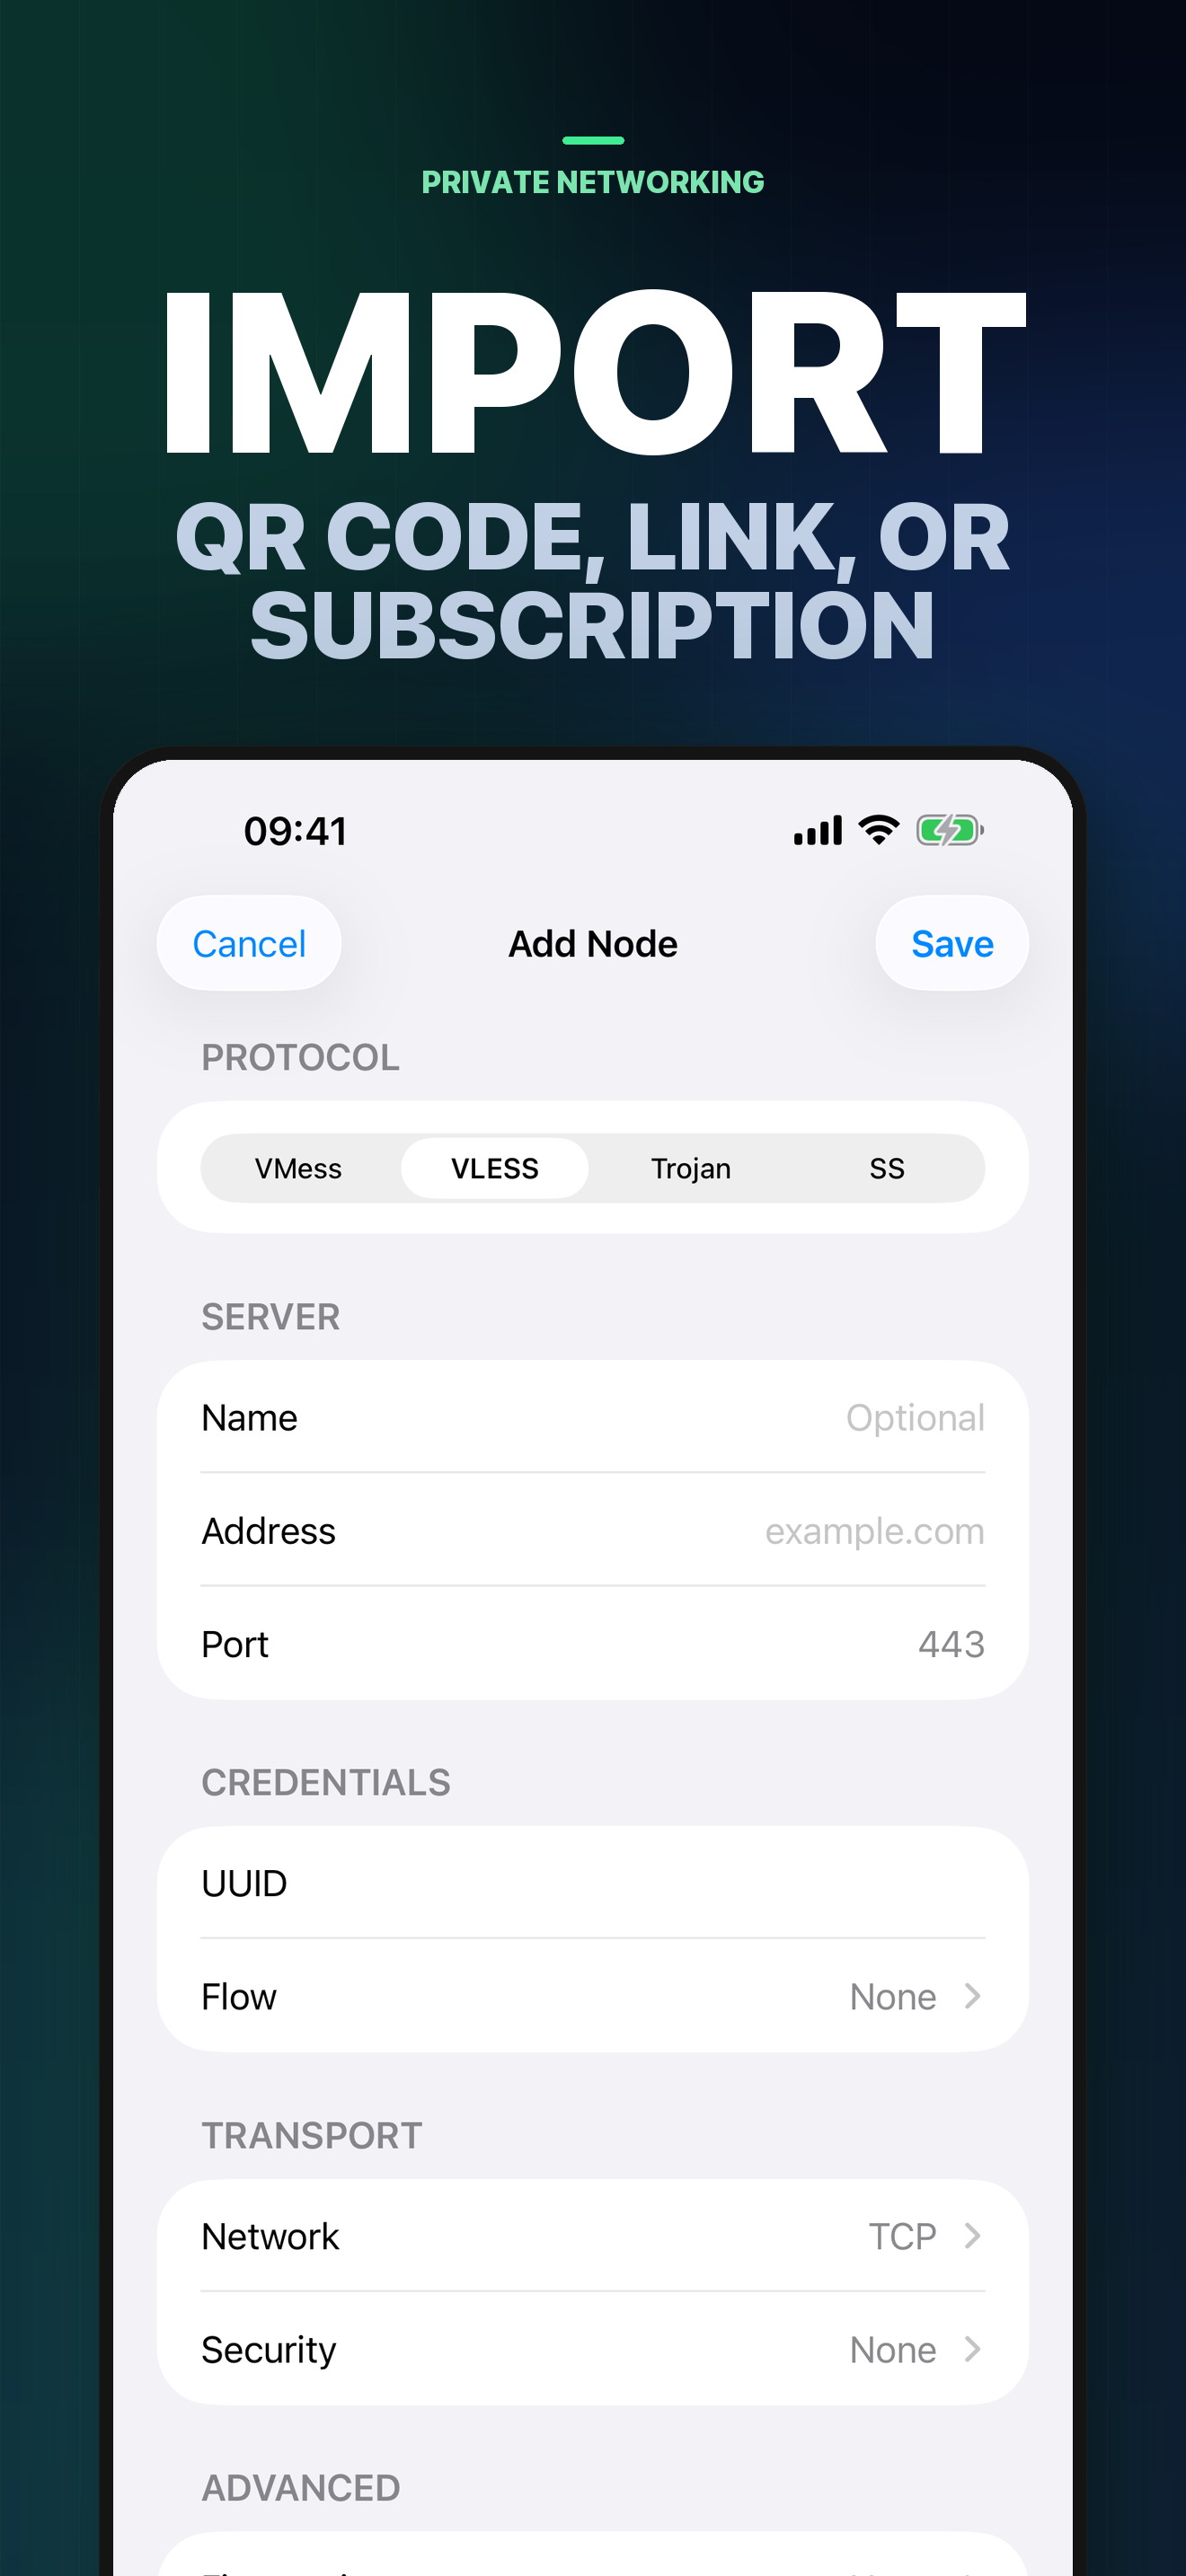 PRIVATE NETWORKING
IMPORT
QR CODE, LINK, OR
SUBSCRIPTION
09:41
Cancel
Add Node
Save
PROTOCOL
VMess
VLESS
Trojan
SS
SERVER
Name
Optional
Address
example.com
Port
443
CREDENTIALS
UUID
Flow
None
TRANSPORT
Network
TCP
Security
None
ADVANCED